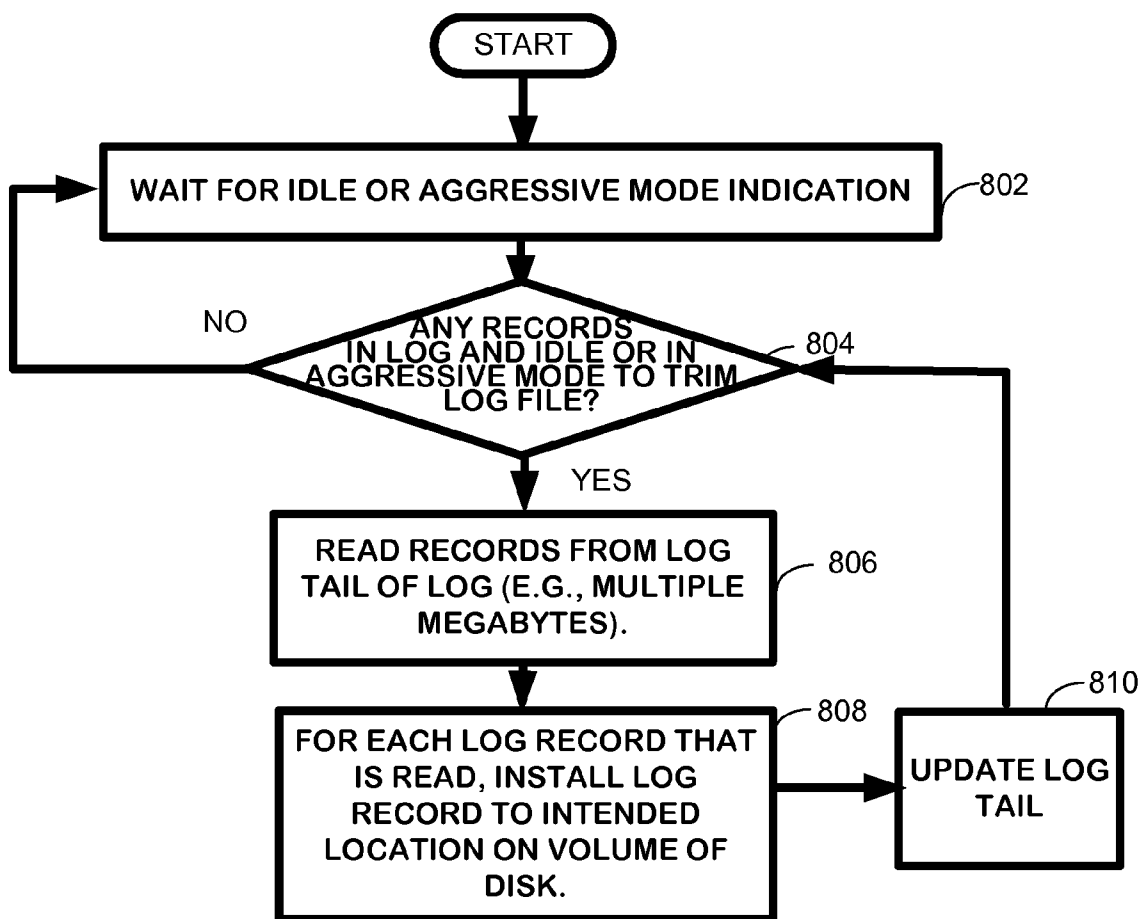 START
WAIT FOR IDLE OR AGGRESSIVE MODE INDICATION
802
NO
ANY RECORDS
IN LOG AND IDLE OR IN
AGGRESSIVE MODE TO TRIM
LOG FILE?
804
YES
READ RECORDS FROM LOG
TAIL OF LOG (E.G., MULTIPLE
MEGABYTES).
806
FOR EACH LOG RECORD THAT
IS READ, INSTALL LOG
RECORD TO INTENDED
LOCATION ON VOLUME OF
DISK.
808
810
UPDATE LOG
TAIL